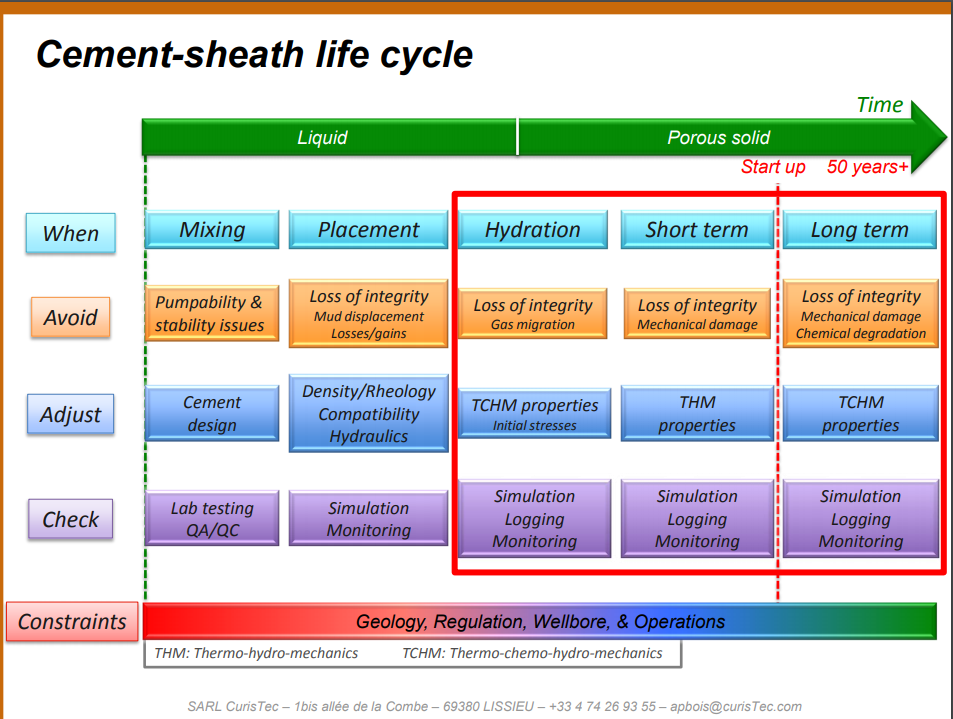 Cement-sheath life cycle
Time
Liquid
Porous solid
Start up
50 years+
When
Mixing
Placement
Hydration
Short term
Long term
Avoid
Pumpability &
stability issues
Loss of integrity
Mud displacement
Losses/gains
Loss of integrity
Gas migration
Loss of integrity
Mechanical damage
Loss of integrity
Mechanical damage
Chemical degradation
Adjust
Cement
design
Density/Rheology
Compatibility
Hydraulics
TCHM properties
Initial stresses
THM
properties
TCHM
properties
Check
Lab testing
QA/QC
Simulation
Monitoring
Simulation
Logging
Monitoring
Simulation
Logging
Monitoring
Simulation
Logging
Monitoring
Constraints
Geology, Regulation, Wellbore, & Operations
THM: Thermo-hydro-mechanics
TCHM: Thermo-chemo-hydro-mechanics
SARL CurisTec – 1bis allée de la Combe – 69380 LISSIEU – +33 4 74 26 93 55 – apbois@curisTec.com